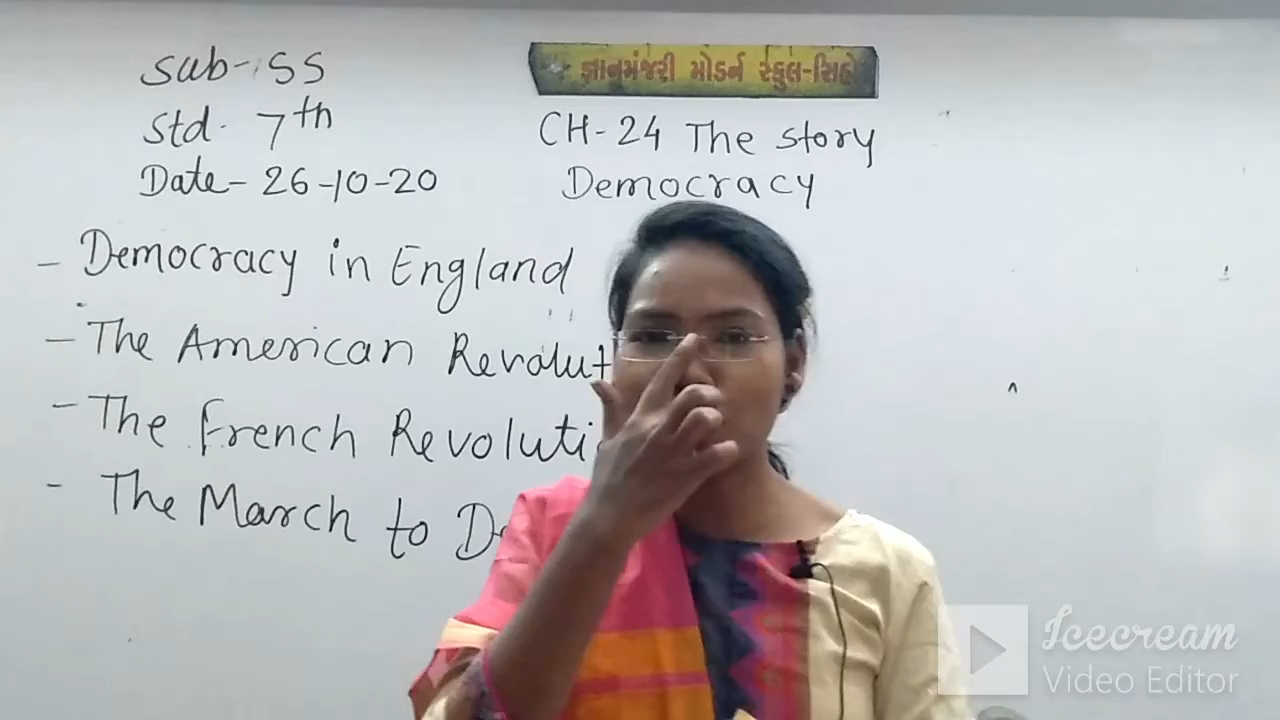 Sub- SS
Std. 7th
Date- 26-10-20
જ્ઞાનમંજરી મોડર્ન સ્કુલ-સિહો
CH-24 The story
Democracy
- Democracy in England
- The American Revolut
- The French Revoluti
- The March to De
Icecream
Video Editor